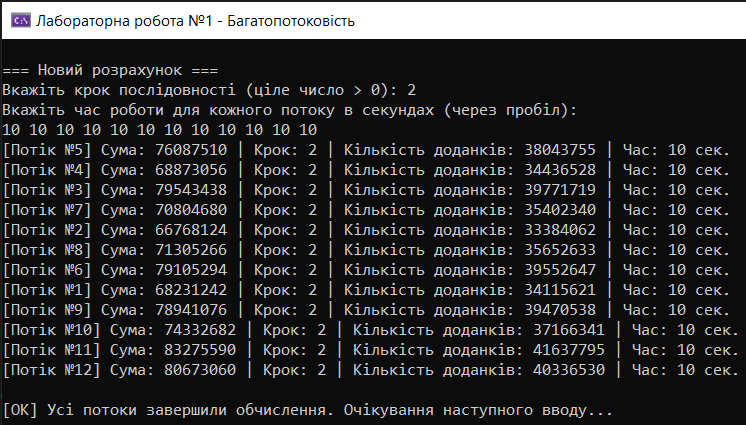 Лабораторна робота №1 - Багатопотоковість
=== Новий розрахунок ===
Вкажіть крок послідовності (ціле число > 0): 2
Вкажіть час роботи для кожного потоку в секундах (через пробіл):
10 10 10 10 10 10 10 10 10 10 10 10
[Потік №5] Сума: 76087510 | Крок: 2 | Кількість доданків: 38043755 | Час: 10 сек.
[Потік №4] Сума: 68873056 | Крок: 2 | Кількість доданків: 34436528 | Час: 10 сек.
[Потік №3] Сума: 79543438 | Крок: 2 | Кількість доданків: 39771719 | Час: 10 сек.
[Потік №7] Сума: 70804680 | Крок: 2 | Кількість доданків: 35402340 | Час: 10 сек.
[Потік №2] Сума: 66768124 | Крок: 2 | Кількість доданків: 33384062 | Час: 10 сек.
[Потік №8] Сума: 71305266 | Крок: 2 | Кількість доданків: 35652633 | Час: 10 сек.
[Потік №6] Сума: 79105294 | Крок: 2 | Кількість доданків: 39552647 | Час: 10 сек.
[Потік №1] Сума: 68231242 | Крок: 2 | Кількість доданків: 34115621 | Час: 10 сек.
[Потік №9] Сума: 78941076 | Крок: 2 | Кількість доданків: 39470538 | Час: 10 сек.
[Потік №10] Сума: 74332682 | Крок: 2 | Кількість доданків: 37166341 | Час: 10 сек.
[Потік №11] Сума: 83275590 | Крок: 2 | Кількість доданків: 41637795 | Час: 10 сек.
[Потік №12] Сума: 80673060 | Крок: 2 | Кількість доданків: 40336530 | Час: 10 сек.
[OK] Усі потоки завершили обчислення. Очікування наступного вводу...